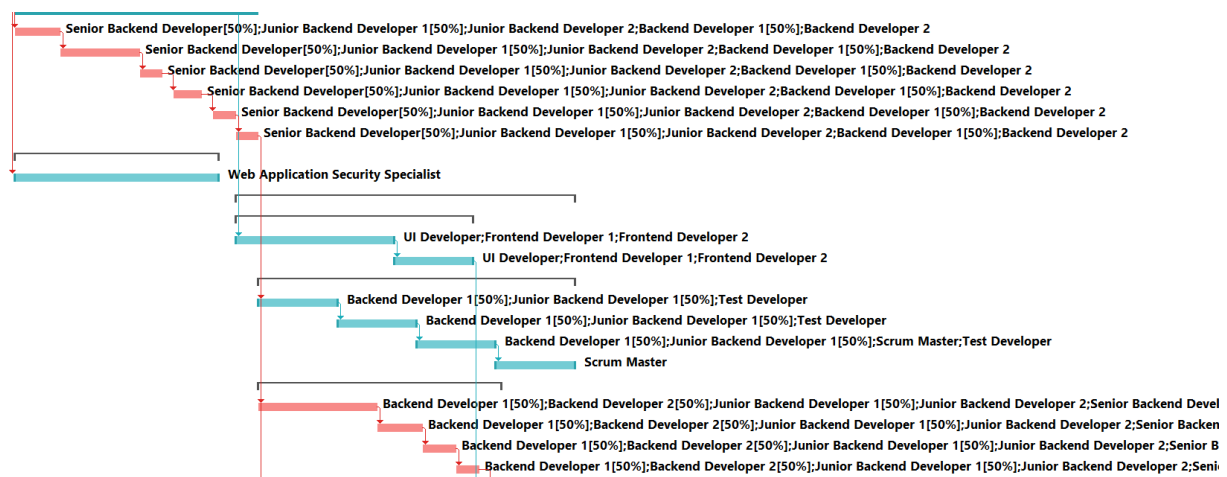 Senior Backend Developer[50%];Junior Backend Developer 1[50%];Junior Backend Developer 2;Backend Developer 1[50%];Backend Developer 2
Senior Backend Developer[50%];Junior Backend Developer 1[50%];Junior Backend Developer 2;Backend Developer 1[50%];Backend Developer 2
Senior Backend Developer[50%];Junior Backend Developer 1[50%];Junior Backend Developer 2;Backend Developer 1[50%];Backend Developer 2
Senior Backend Developer[50%];Junior Backend Developer 1[50%];Junior Backend Developer 2;Backend Developer 1[50%];Backend Developer 2
Senior Backend Developer[50%];Junior Backend Developer 1[50%];Junior Backend Developer 2;Backend Developer 1[50%];Backend Developer 2
Senior Backend Developer[50%];Junior Backend Developer 1[50%];Junior Backend Developer 2;Backend Developer 1[50%];Backend Developer 2
Web Application Security Specialist
UI Developer;Frontend Developer 1;Frontend Developer 2
UI Developer;Frontend Developer 1;Frontend Developer 2
Backend Developer 1[50%];Junior Backend Developer 1[50%];Test Developer
Backend Developer 1[50%];Junior Backend Developer 1[50%];Test Developer
Backend Developer 1[50%];Junior Backend Developer 1[50%];Scrum Master;Test Developer
Scrum Master
Backend Developer 1[50%];Backend Developer 2[50%];Junior Backend Developer 1[50%];Junior Backend Developer 2;Senior Backend Devel
Backend Developer 1[50%];Backend Developer 2[50%];Junior Backend Developer 1[50%];Junior Backend Developer 2;Senior Backen
Backend Developer 1[50%];Backend Developer 2[50%];Junior Backend Developer 1[50%];Junior Backend Developer 2;Senior B
Backend Developer 1[50%];Backend Developer 2[50%];Junior Backend Developer 1[50%];Junior Backend Developer 2;Seni